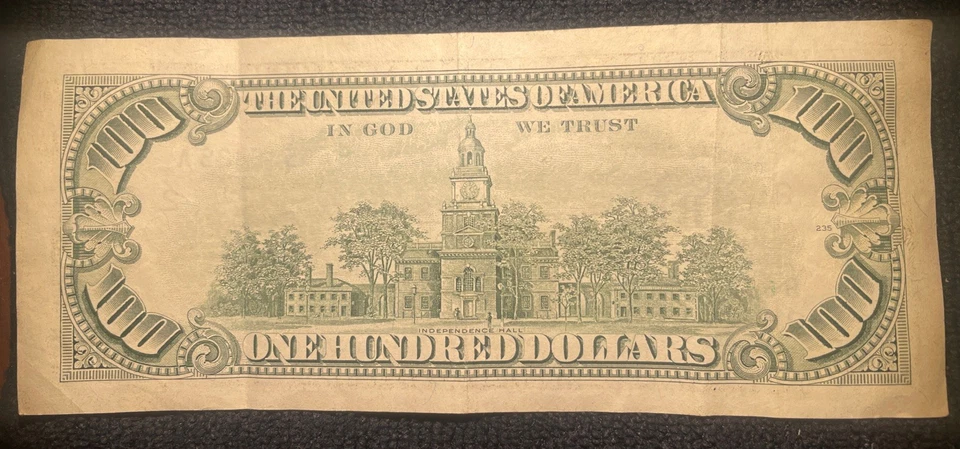 100 THE UNITED STATES OF AMERICA 100
IN GOD WE TRUST
235
INDEPENDENCE HALL
100 ONE HUNDRED DOLLARS 100